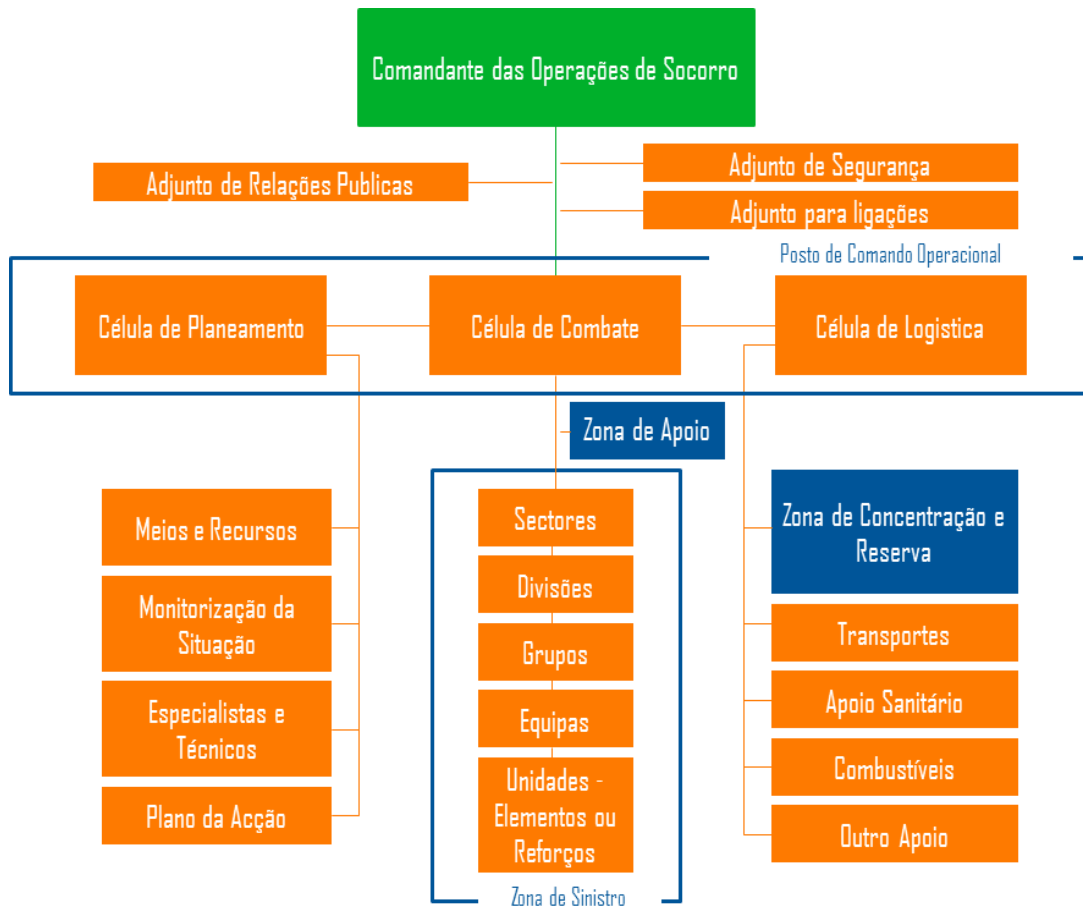 Comandante das Operações de Socorro
Adjunto de Relações Publicas
Adjunto de Segurança
Adjunto para ligações
Posto de Comando Operacional
Célula de Planeamento
Célula de Combate
Célula de Logistica
Zona de Apoio
Meios e Recursos
Monitorização da
Situação
Especialistas e
Técnicos
Plano da Acção
Sectores
Divisões
Grupos
Equipas
Unidades -
Elementos ou
Reforços
Zona de Sinistro
Zona de Concentração e
Reserva
Transportes
Apoio Sanitário
Combustíveis
Outro Apoio